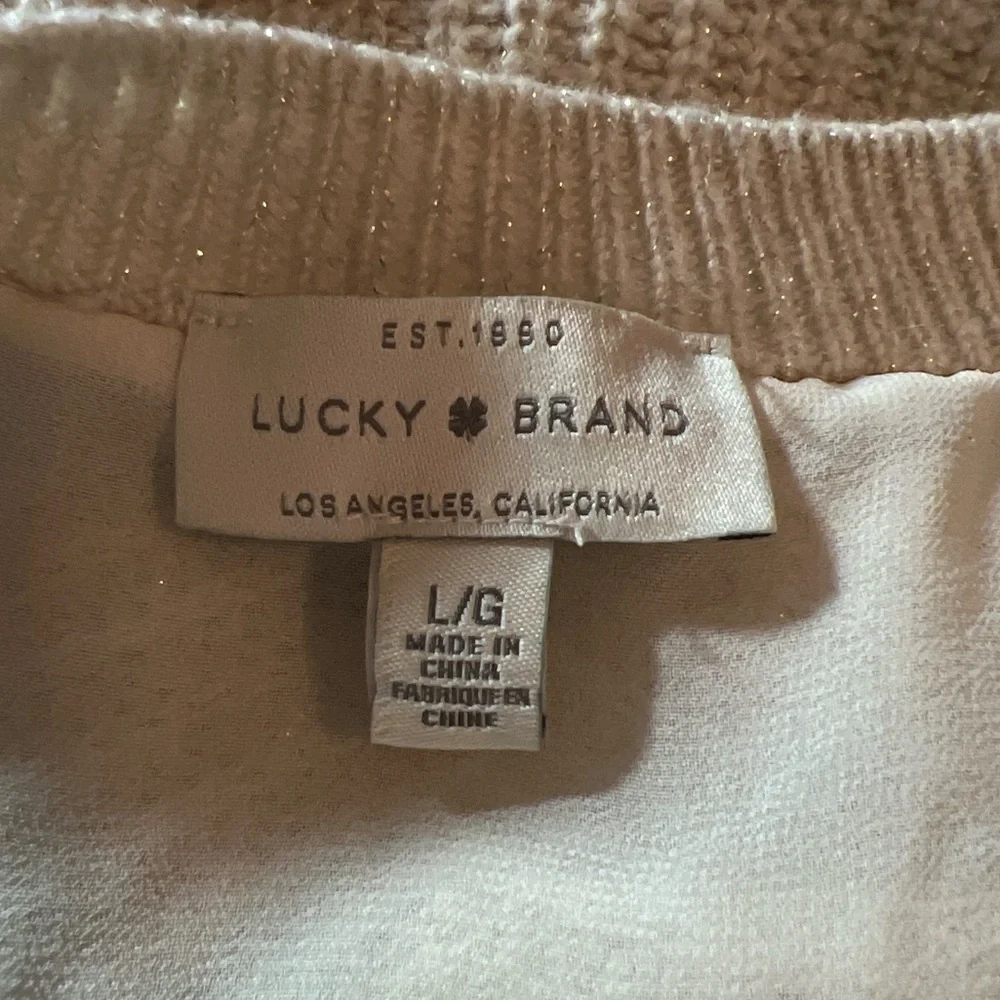 EST. 1990
LUCKY BRAND
LOS ANGELES, CALIFORNIA
L/G
MADE IN
CHINA
FABRIQUE EN
CHINE